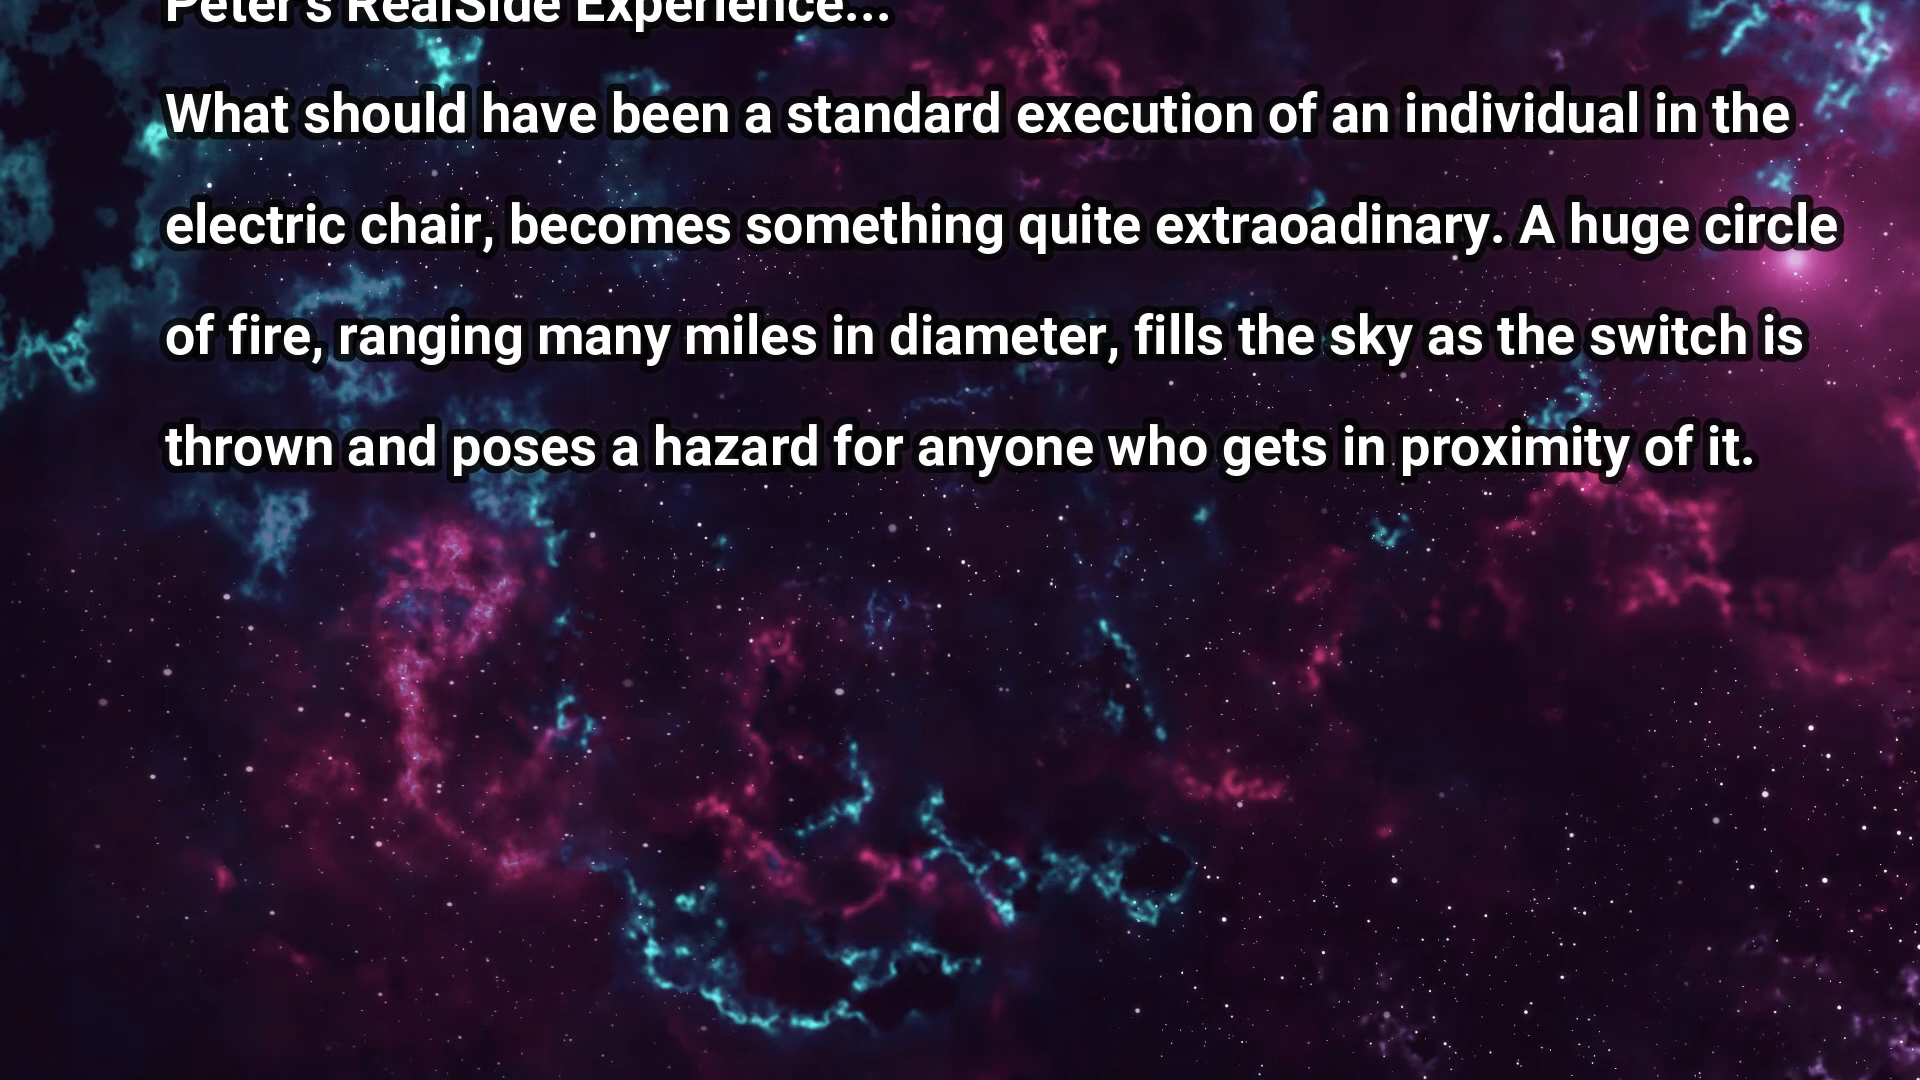 Peter's RealSide Experience...
What should have been a standard execution of an individual in the
electric chair, becomes something quite extraoadinary. A huge circle
of fire, ranging many miles in diameter, fills the sky as the switch is
thrown and poses a hazard for anyone who gets in proximity of it.